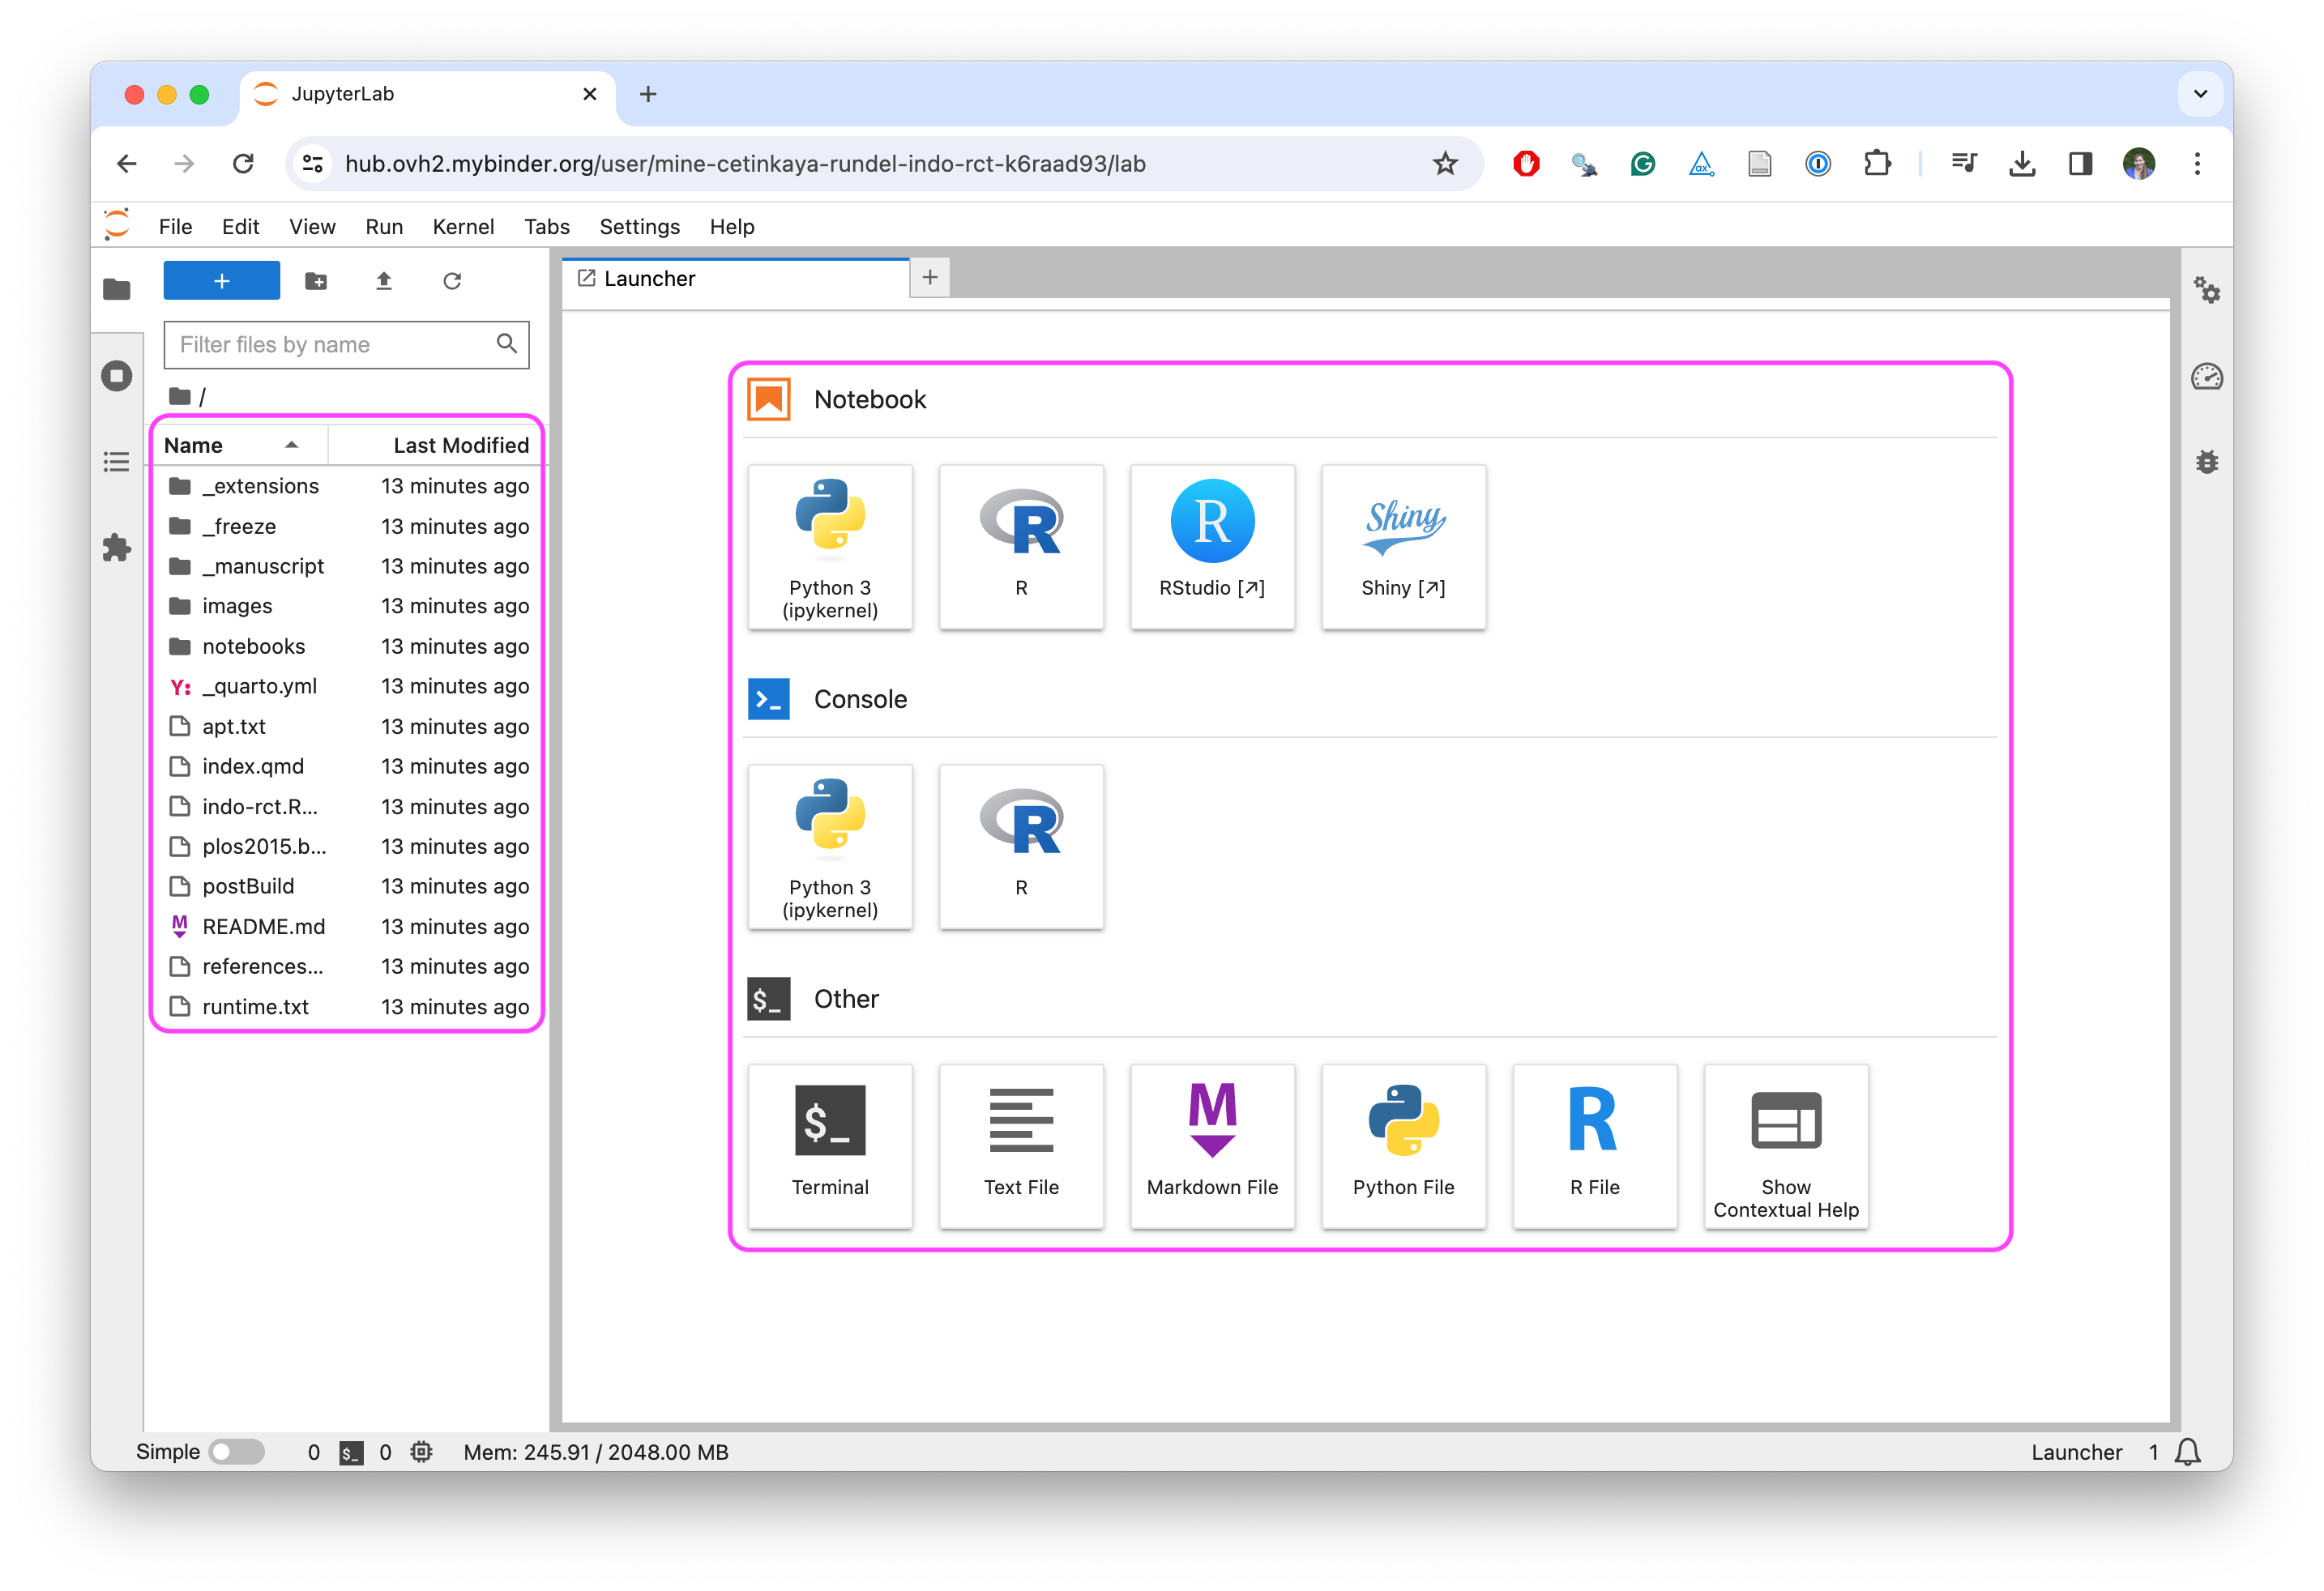 JupyterLab
hub.ovh2.mybinder.org/user/mine-cetinkaya-rundel-indo-rct-k6raad93/lab
File Edit View Run Kernel Tabs Settings Help
Launcher
Filter files by name
/
Name Last Modified
_extensions 13 minutes ago
_freeze 13 minutes ago
_manuscript 13 minutes ago
images 13 minutes ago
notebooks 13 minutes ago
Y: _quarto.yml 13 minutes ago
apt.txt 13 minutes ago
index.qmd 13 minutes ago
indo-rct.R... 13 minutes ago
plos2015.b... 13 minutes ago
postBuild 13 minutes ago
M README.md 13 minutes ago
references... 13 minutes ago
runtime.txt 13 minutes ago
Notebook
R R Shiny
Python 3 R RStudio [↗] Shiny [↗]
(ipykernel)
>_ Console
R
Python 3 R
(ipykernel)
$_ Other
$_ M R
Terminal Text File Markdown File Python File R File Show
Contextual Help
Simple 0 $_ 0 Mem: 245.91 / 2048.00 MB Launcher 1